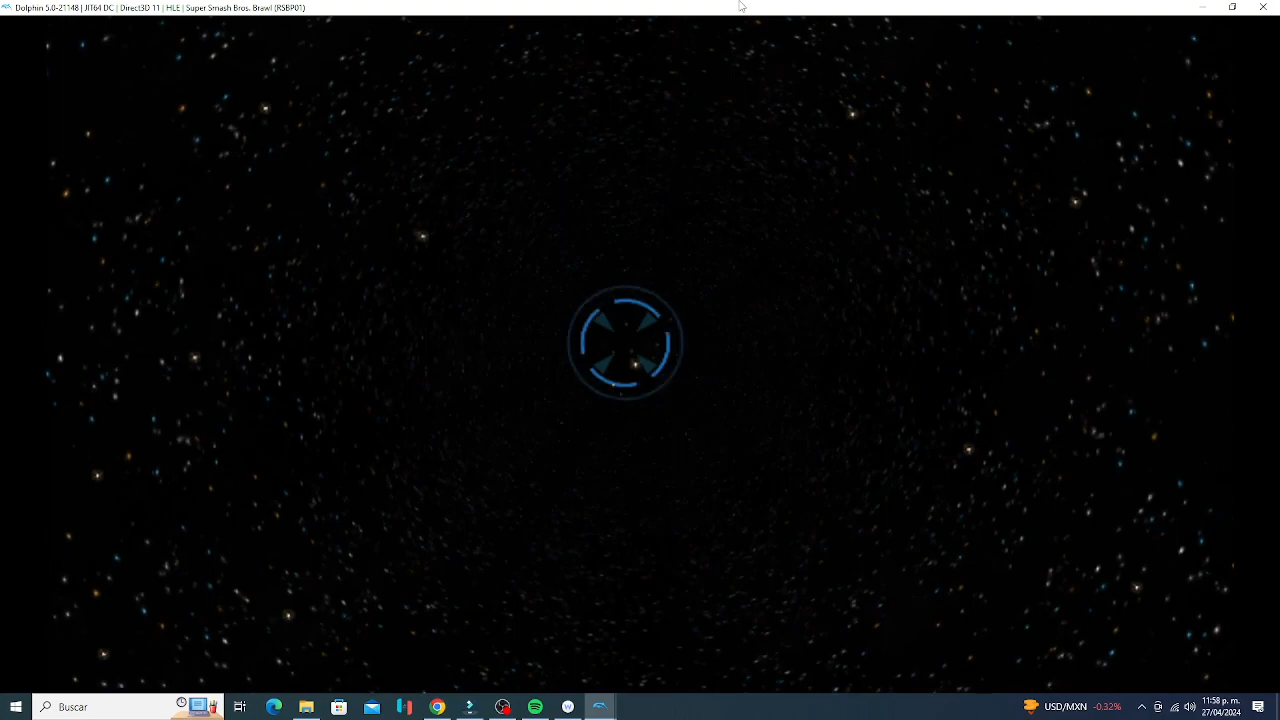 Dolphin 5.0-21148 | JIT64 DC | Direct3D 11 | HLE | Super Smash Bros. Brawl (RSBP01)
Buscar
W
USD/MXN -0.32%
11:58 p. m.
27/04/2024